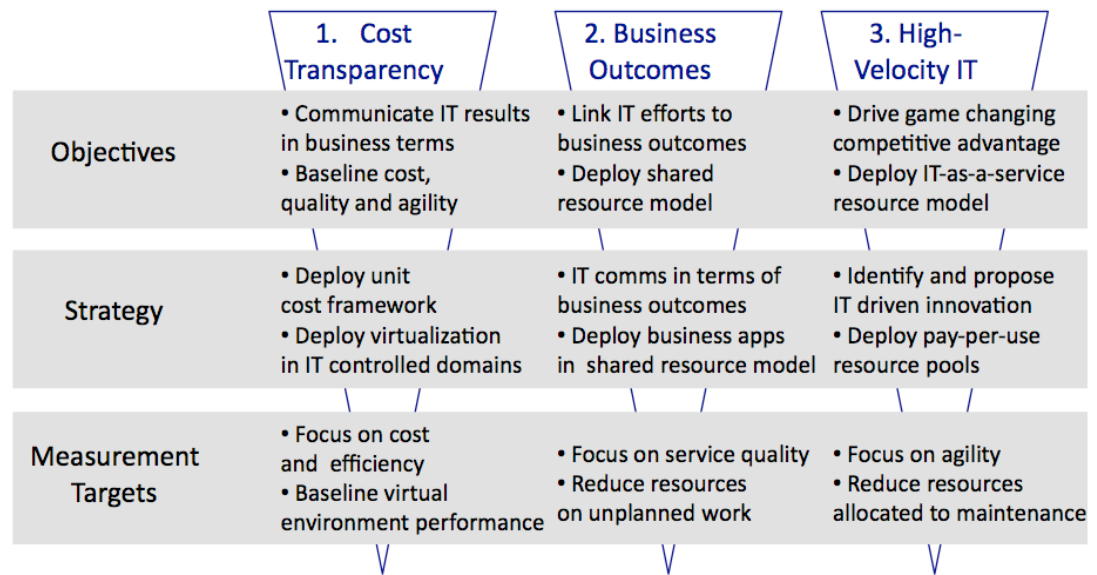 1. Cost
Transparency
2. Business
Outcomes
3. High-
Velocity IT
Objectives
• Communicate IT results
in business terms
• Baseline cost,
quality and agility
• Link IT efforts to
business outcomes
• Deploy shared
resource model
• Drive game changing
competitive advantage
• Deploy IT-as-a-service
resource model
Strategy
• Deploy unit
cost framework
• Deploy virtualization
in IT controlled domains
• IT comms in terms of
business outcomes
• Deploy business apps
in shared resource model
• Identify and propose
IT driven innovation
• Deploy pay-per-use
resource pools
Measurement
Targets
• Focus on cost
and efficiency
• Baseline virtual
environment performance
• Focus on service quality
• Reduce resources
on unplanned work
• Focus on agility
• Reduce resources
allocated to maintenance